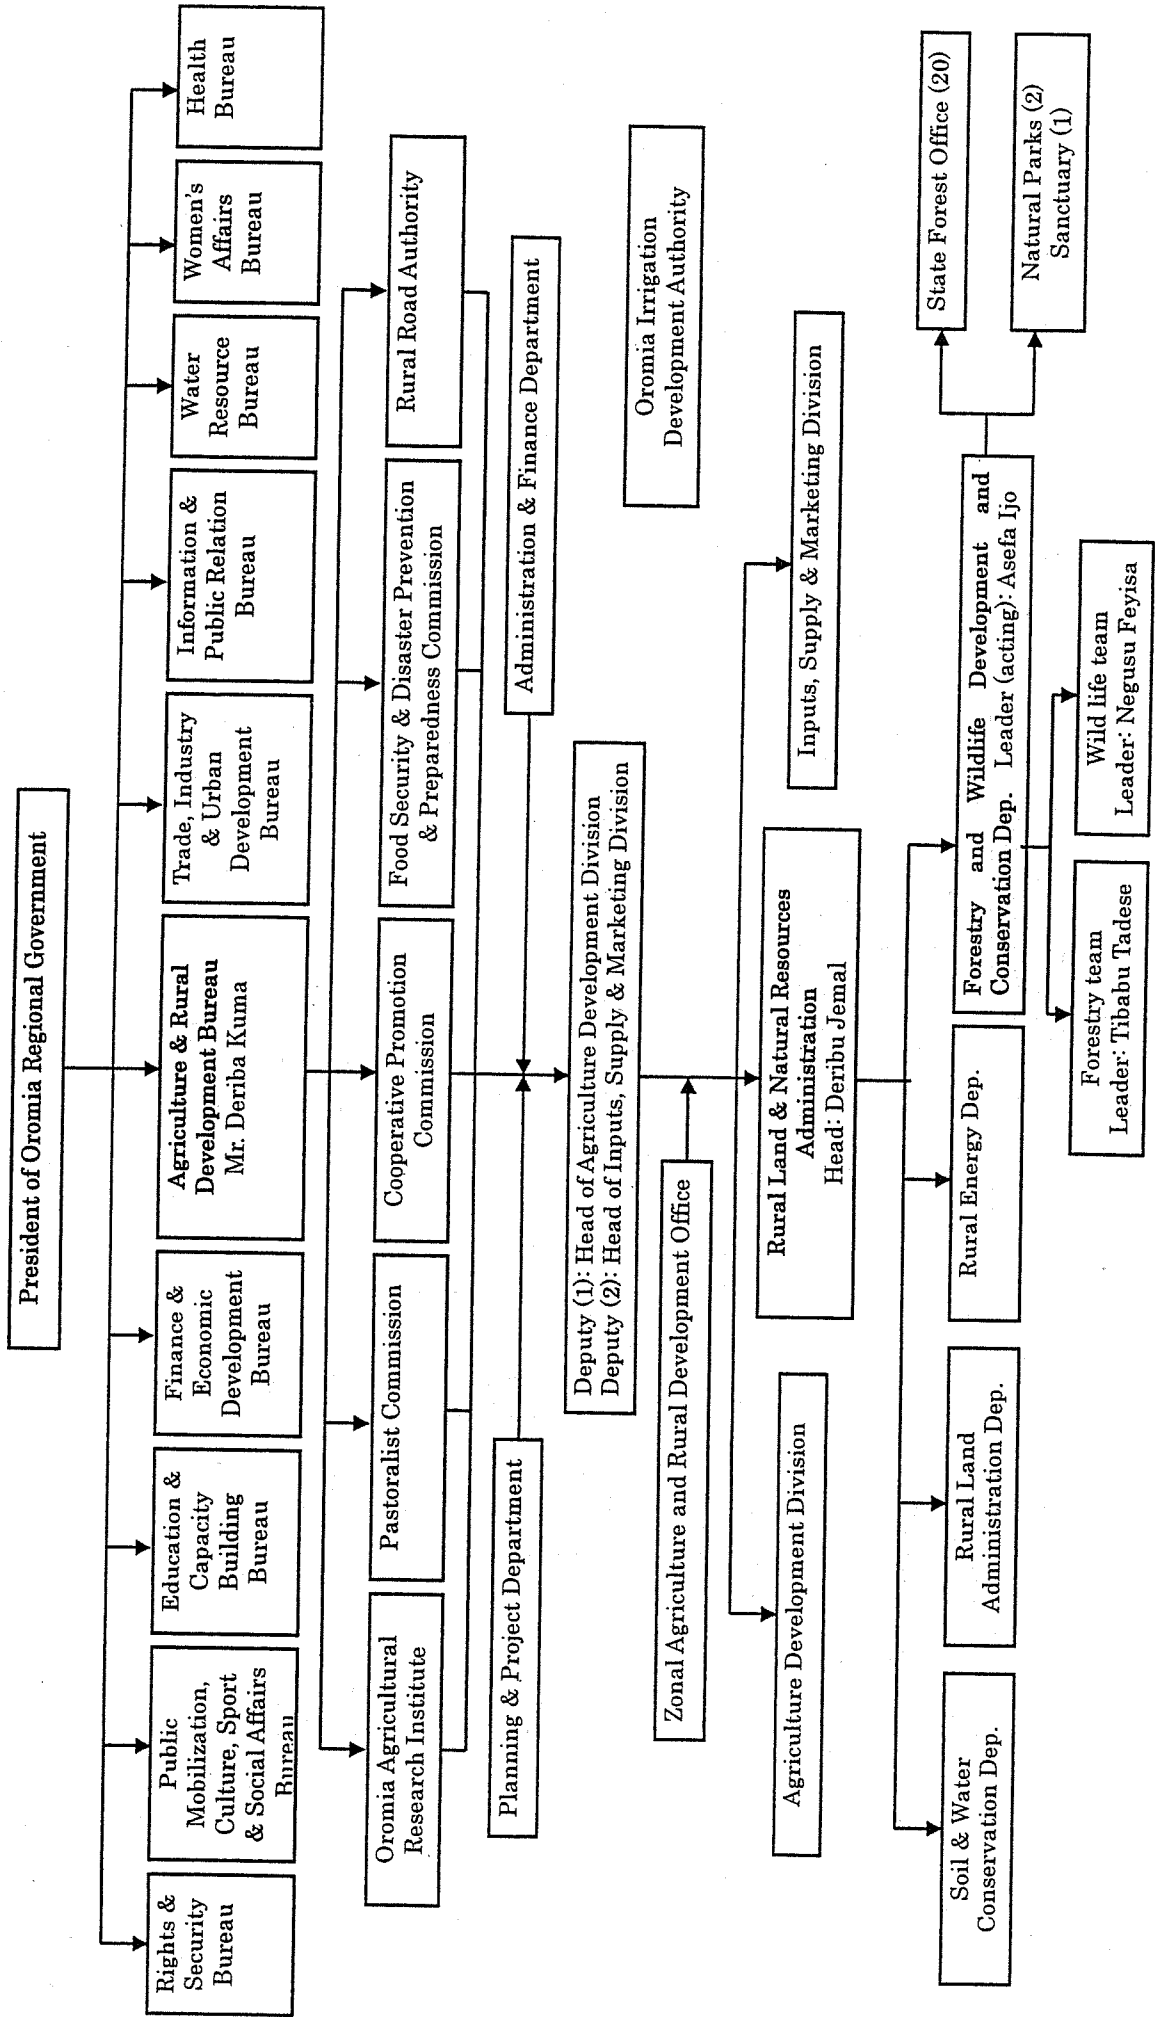 President of Oromia Regional Government
Rights &
Security
Bureau
Public
Mobilization,
Culture, Sport
& Social Affairs
Bureau
Education &
Capacity
Building
Bureau
Finance &
Economic
Development
Bureau
Agriculture & Rural
Development Bureau
Mr. Deriba Kuma
Trade, Industry
& Urban
Development
Bureau
Information &
Public Relation
Bureau
Water
Resource
Bureau
Women's
Affairs
Bureau
Health
Bureau
Oromia Agricultural
Research Institute
Pastoralist Commission
Cooperative Promotion
Commission
Food Security & Disaster Prevention
& Preparedness Commission
Rural Road Authority
Planning & Project Department
Administration & Finance Department
Deputy (1): Head of Agriculture Development Division
Deputy (2): Head of Inputs, Supply & Marketing Division
Oromia Irrigation
Development Authority
Zonal Agriculture and Rural Development Office
Agriculture Development Division
Rural Land & Natural Resources
Administration
Head: Deribu Jemal
Inputs, Supply & Marketing Division
Soil & Water
Conservation Dep.
Rural Land
Administration Dep.
Rural Energy Dep.
Forestry and Wildlife Development and
Conservation Dep. Leader (acting): Asefa Ijo
State Forest Office (20)
Natural Parks (2)
Sanctuary (1)
Forestry team
Leader: Tibabu Tadese
Wild life team
Leader: Negusu Feyisa